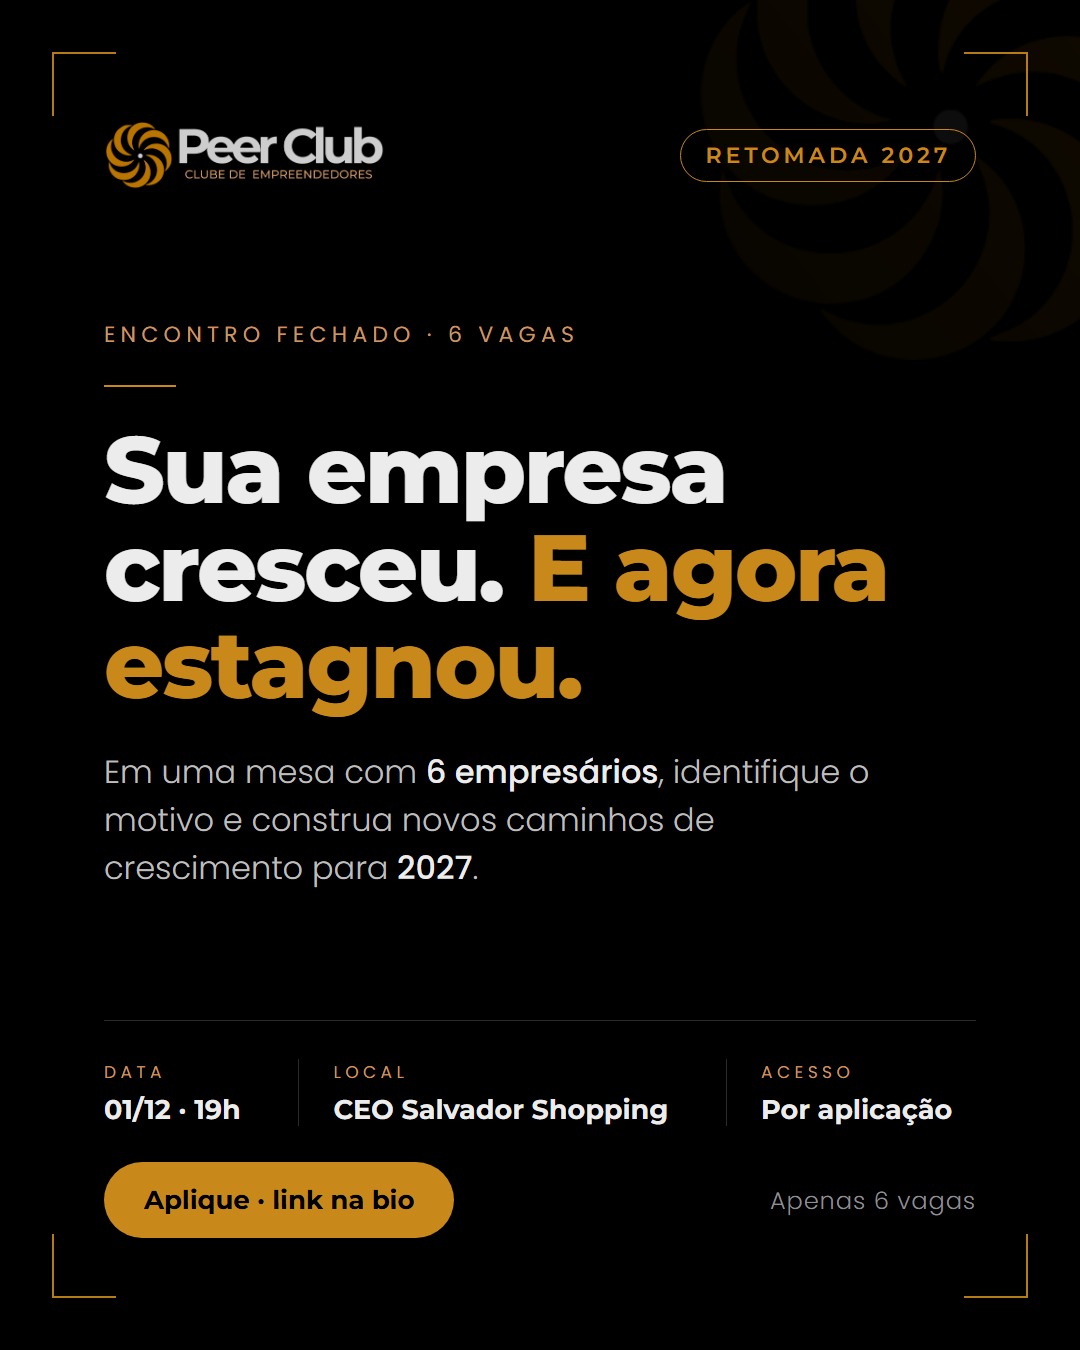 Peer Club
CLUBE DE EMPREENDEDORES
RETOMADA 2027
ENCONTRO FECHADO · 6 VAGAS
Sua empresa
cresceu. E agora
estagnou.
Em uma mesa com 6 empresários, identifique o
motivo e construa novos caminhos de
crescimento para 2027.
DATA
01/12 · 19h
LOCAL
CEO Salvador Shopping
ACESSO
Por aplicação
Aplique · link na bio
Apenas 6 vagas